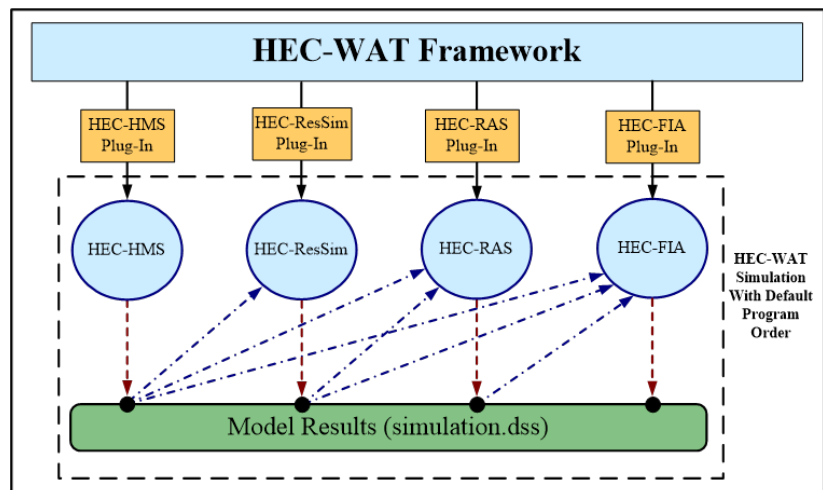 HEC-WAT Framework
HEC-HMS
Plug-In
HEC-ResSim
Plug-In
HEC-RAS
Plug-In
HEC-FIA
Plug-In
HEC-HMS
HEC-ResSim
HEC-RAS
HEC-FIA
HEC-WAT
Simulation
With Default
Program
Order
Model Results (simulation.dss)